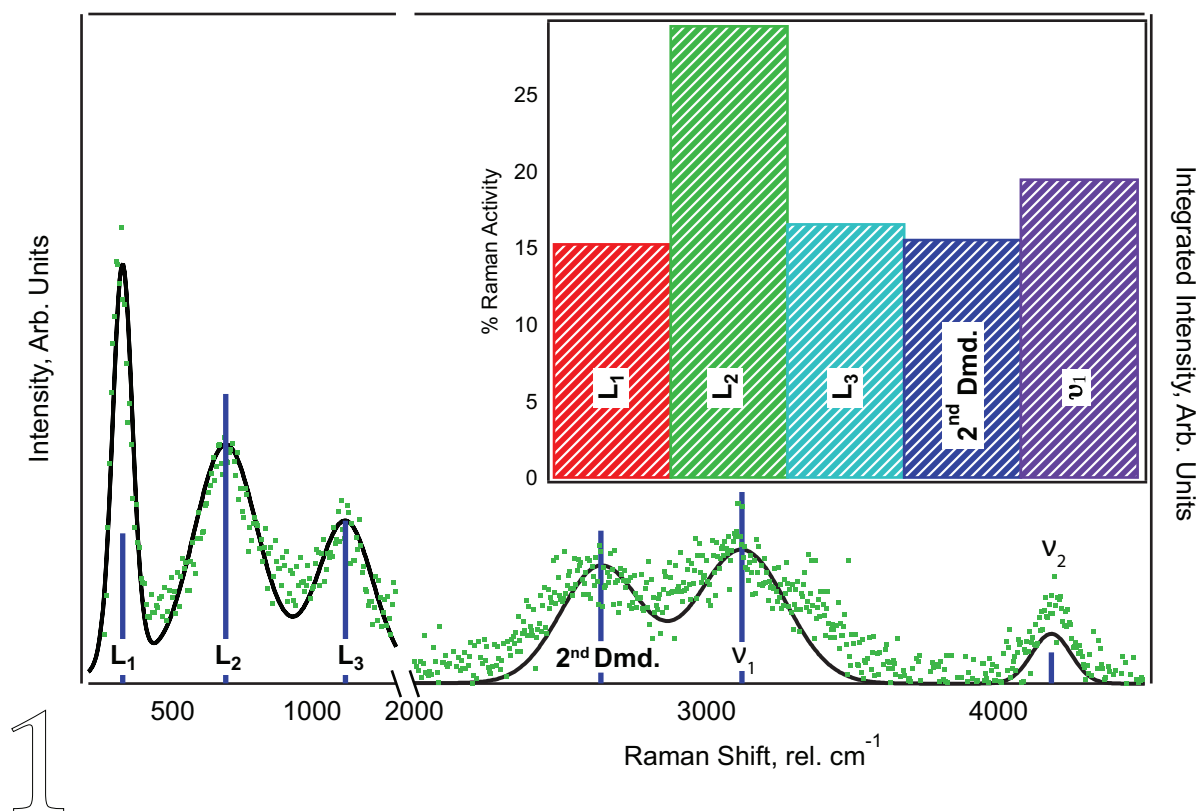 Intensity, Arb. Units
Integrated Intensity, Arb. Units
% Raman Activity
25
20
15
10
5
0
L₁
L₂
L₃
2ⁿᵈ Dmd.
υ₁
L₁
L₂
L₃
2ⁿᵈ Dmd.
ν₁
ν₂
500
1000
2000
3000
4000
Raman Shift, rel. cm⁻¹
1